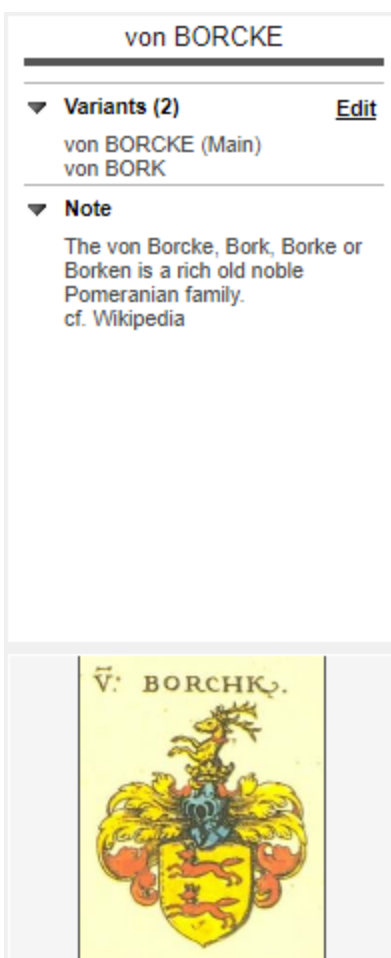 von BORCKE
Variants (2) Edit
von BORCKE (Main)
von BORK
Note
The von Borcke, Bork, Borke or
Borken is a rich old noble
Pomeranian family.
cf. Wikipedia
V̄: BORCHK.